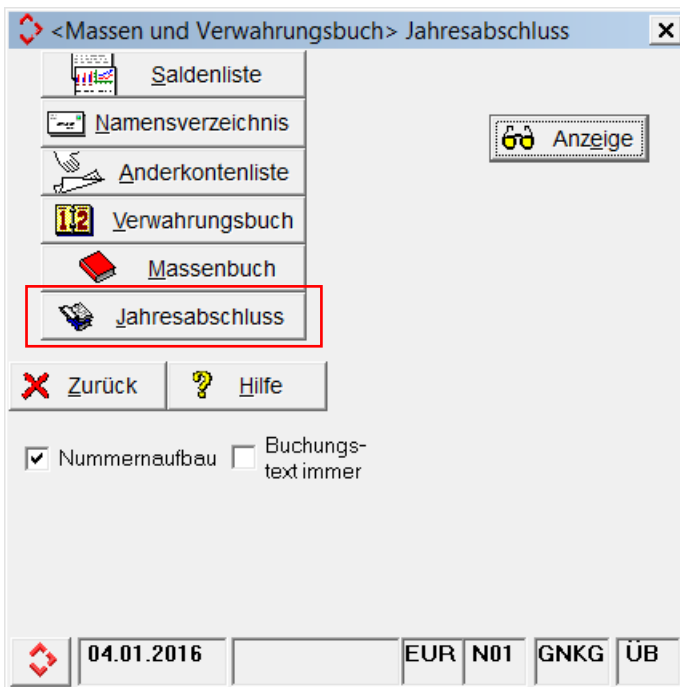 <Massen und Verwahrungsbuch> Jahresabschluss
Saldenliste
Namensverzeichnis
Anzeige
Anderkontenliste
Verwahrungsbuch
Massenbuch
Jahresabschluss
Zurück Hilfe
Nummernaufbau Buchungs-
text immer
04.01.2016 EUR N01 GNKG ÜB